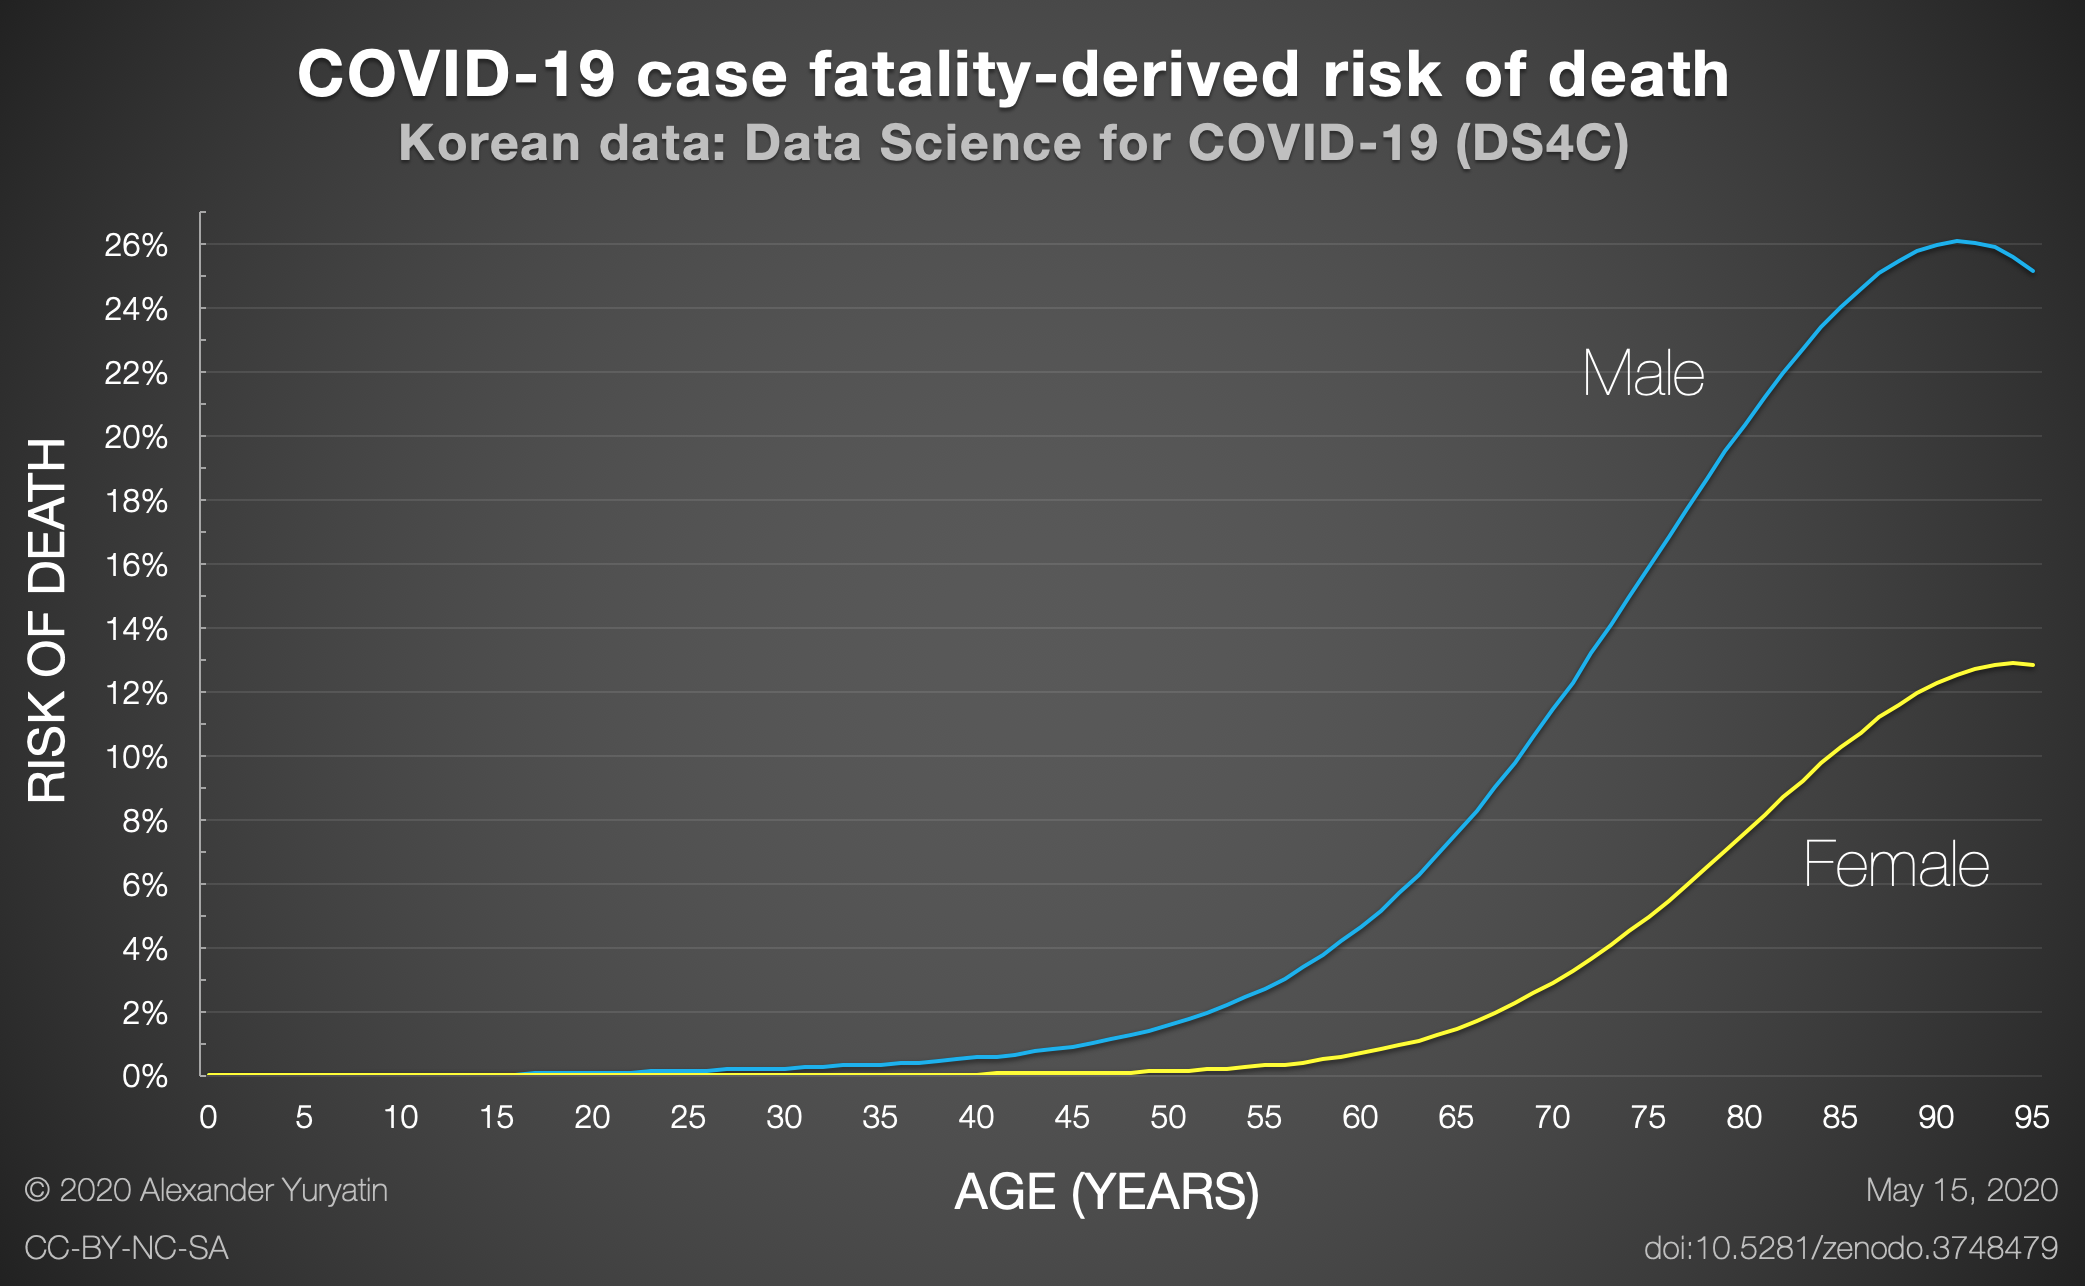 COVID-19 case fatality-derived risk of death
Korean data: Data Science for COVID-19 (DS4C)
RISK OF DEATH
26%
24%
22%
20%
18%
16%
14%
12%
10%
8%
6%
4%
2%
0%
Male
Female
0 5 10 15 20 25 30 35 40 45 50 55 60 65 70 75 80 85 90 95
AGE (YEARS)
© 2020 Alexander Yuryatin
May 15, 2020
CC-BY-NC-SA
doi:10.5281/zenodo.3748479